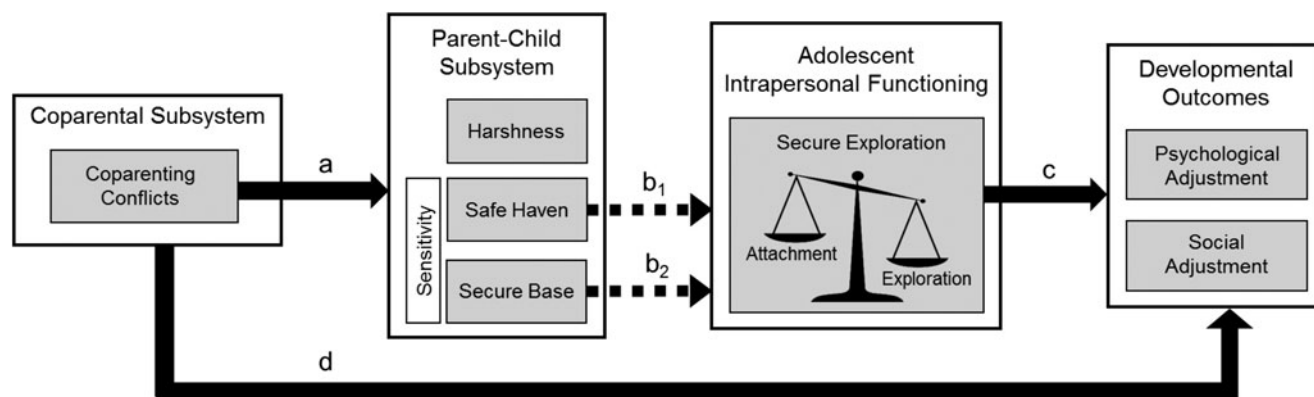 Coparental Subsystem
Coparenting
Conflicts
a
Parent-Child
Subsystem
Harshness
Sensitivity
Safe Haven
Secure Base
b₁
b₂
Adolescent
Intrapersonal Functioning
Secure Exploration
Attachment
Exploration
c
Developmental
Outcomes
Psychological
Adjustment
Social
Adjustment
d